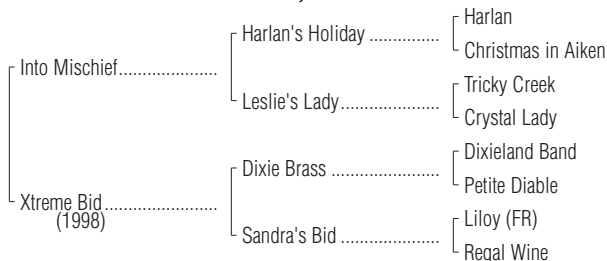 Harlan
Harlan's Holiday ...............
Christmas in Aiken
Into Mischief.....................
Tricky Creek
Leslie's Lady.....................
Crystal Lady
Dixieland Band
Dixie Brass .......................
Petite Diable
Xtreme Bid........................
(1998)
Liloy (FR)
Sandra's Bid .....................
Regal Wine